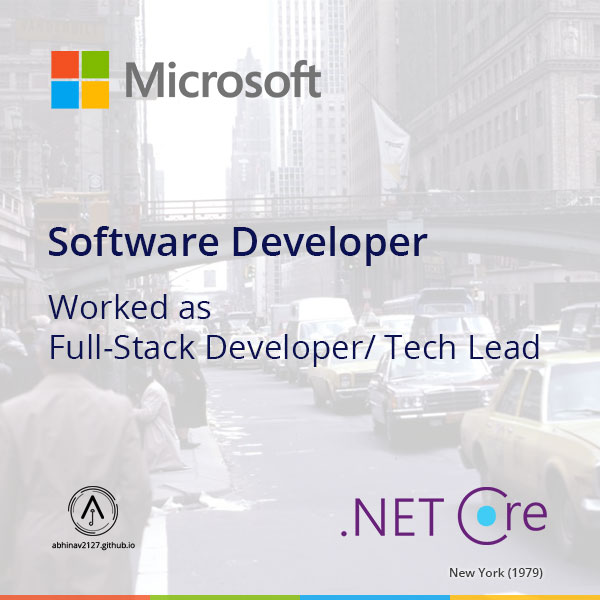 Microsoft
Software Developer
Worked as
Full-Stack Developer/ Tech Lead
abhinav2127.github.io
.NET Core
New York (1979)